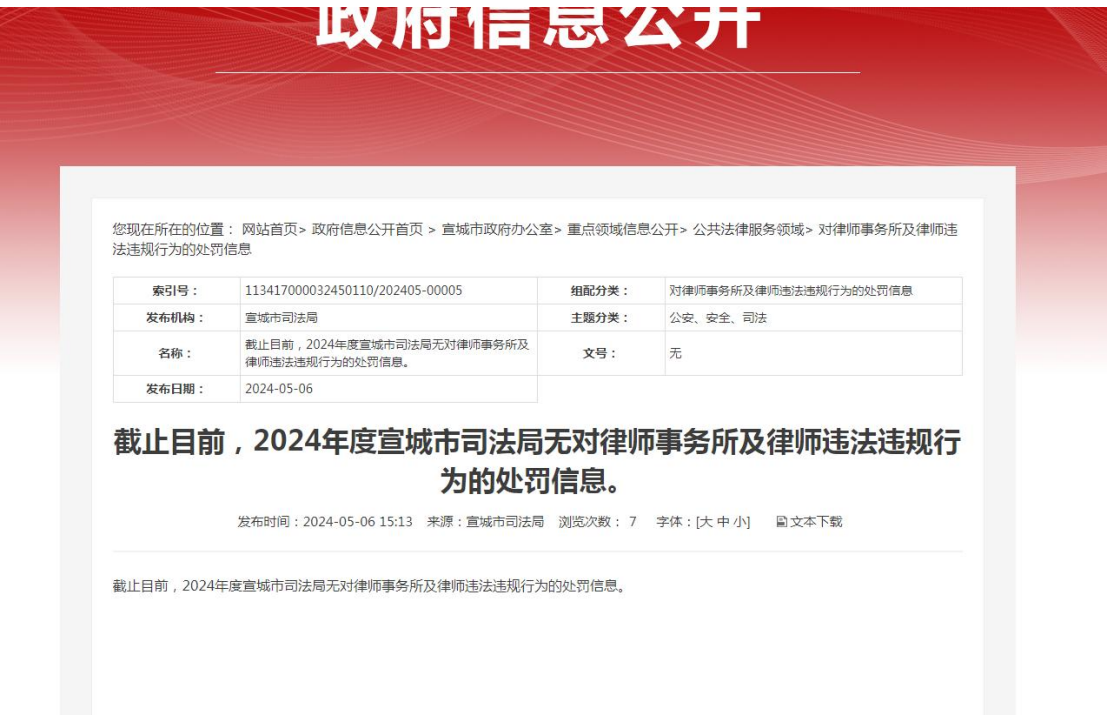 政府信息公开
您现在所在的位置： 网站首页> 政府信息公开首页 > 宣城市政府办公室> 重点领域信息公开> 公共法律服务领域> 对律师事务所及律师违
法违规行为的处罚信息
索引号： 113417000032450110/202405-00005 组配分类： 对律师事务所及律师违法违规行为的处罚信息
发布机构： 宣城市司法局 主题分类： 公安、安全、司法
名称： 截止目前，2024年度宣城市司法局无对律师事务所及
律师违法违规行为的处罚信息。 文号： 无
发布日期： 2024-05-06
截止目前，2024年度宣城市司法局无对律师事务所及律师违法违规行
为的处罚信息。
发布时间：2024-05-06 15:13 来源：宣城市司法局 浏览次数： 7 字体：[大 中 小] 文本下载
截止目前，2024年度宣城市司法局无对律师事务所及律师违法违规行为的处罚信息。